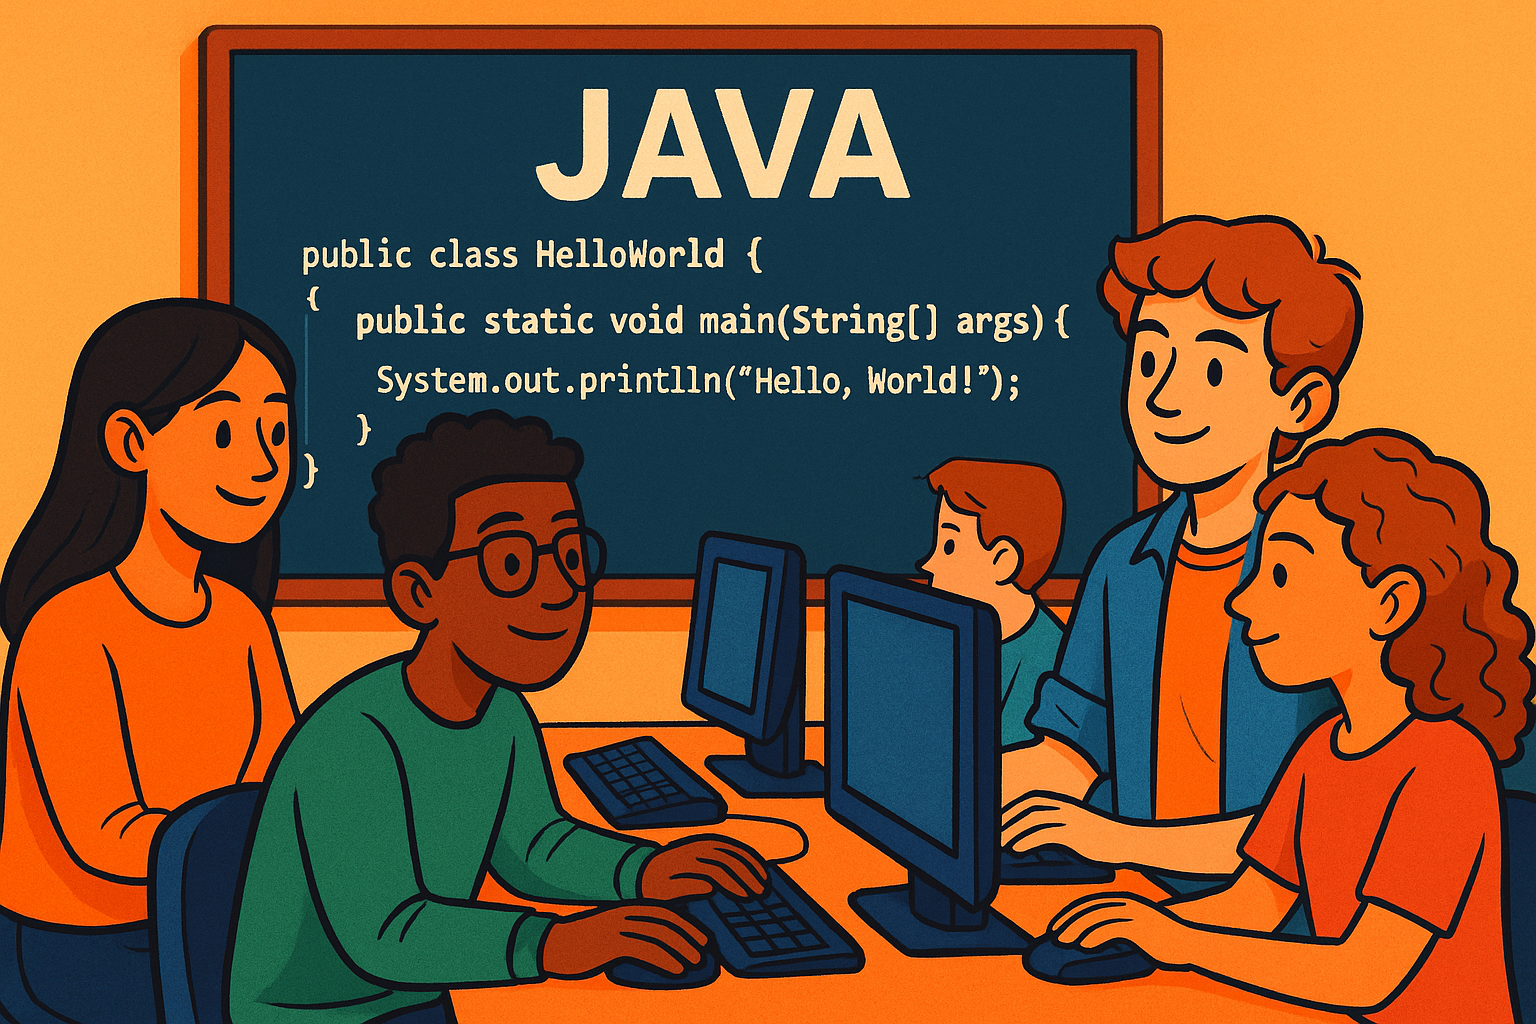 JAVA
public class HelloWorld {
{
public static void main(String[] args) {
System.out.printlln(“Hello, World!”);
}
}